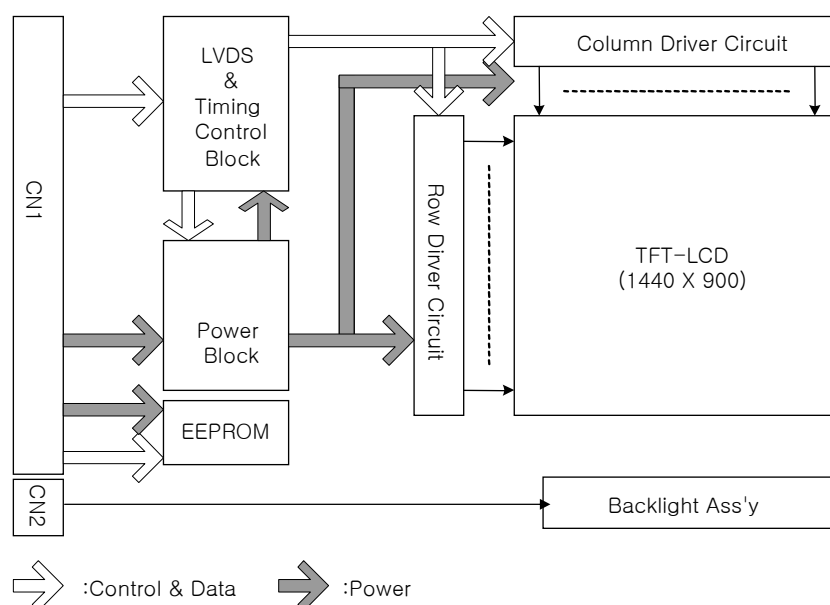 LVDS
&
Timing
Control
Block
Column Driver Circuit
CN1
Row Dirver Circuit
TFT-LCD
(1440 X 900)
Power
Block
EEPROM
CN2
Backlight Ass'y
:Control & Data
:Power